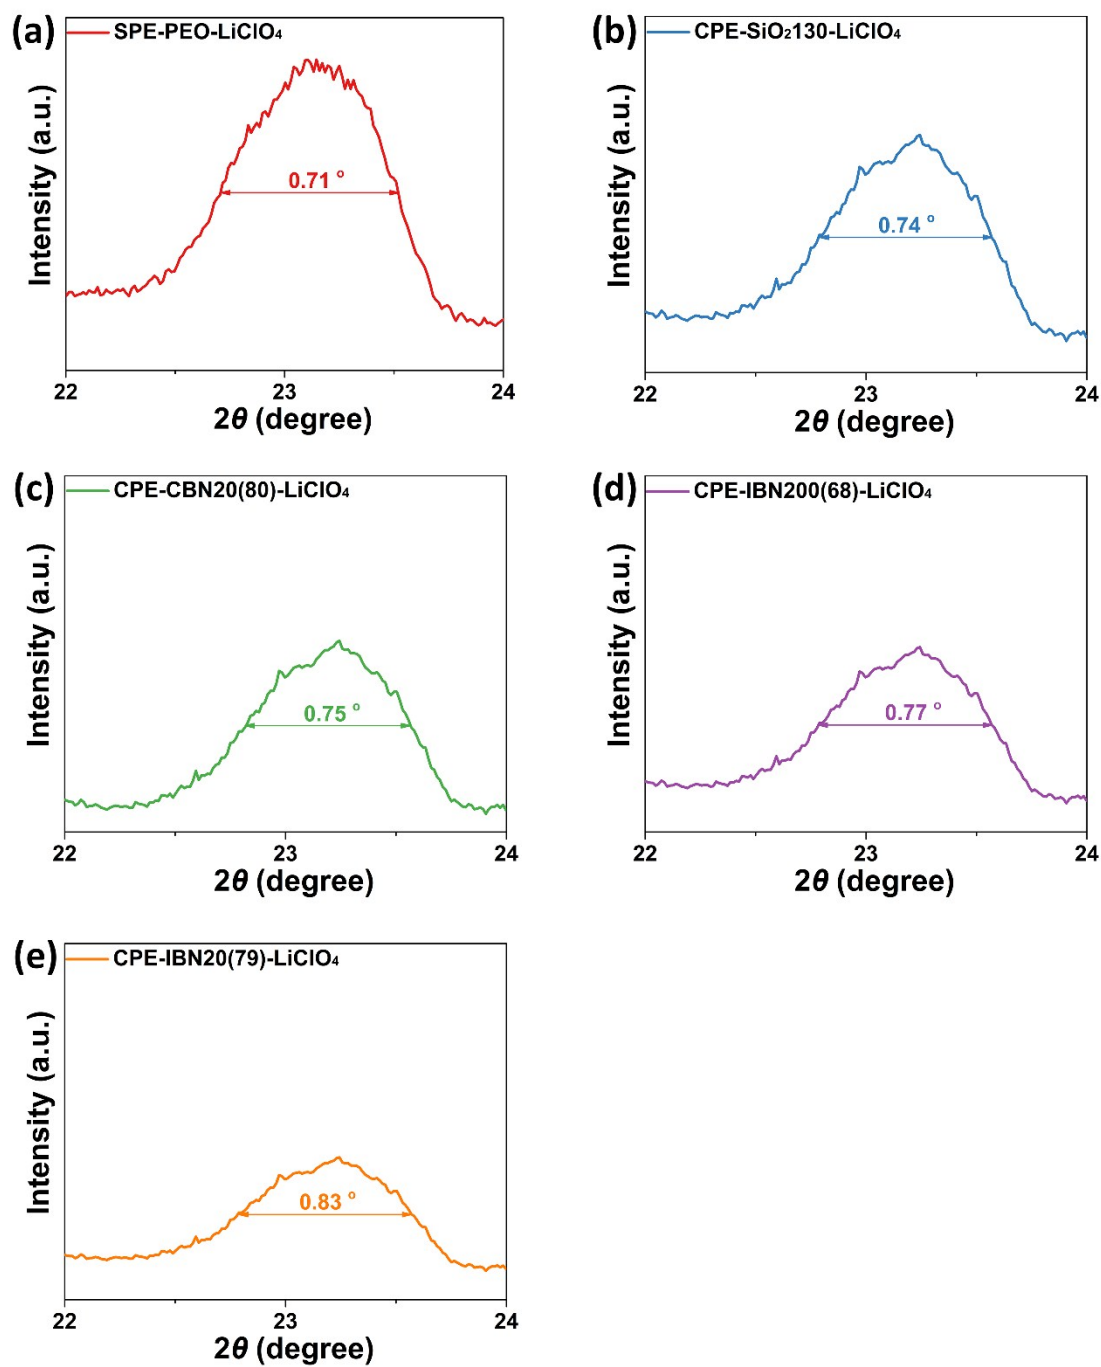 (a)
SPE-PEO-LiClO₄
Intensity (a.u.)
0.71 °
22 23 24
2θ (degree)
(b)
CPE-SiO₂130-LiClO₄
Intensity (a.u.)
0.74 °
22 23 24
2θ (degree)
(c)
CPE-CBN20(80)-LiClO₄
Intensity (a.u.)
0.75 °
22 23 24
2θ (degree)
(d)
CPE-IBN200(68)-LiClO₄
Intensity (a.u.)
0.77 °
22 23 24
2θ (degree)
(e)
CPE-IBN20(79)-LiClO₄
Intensity (a.u.)
0.83 °
22 23 24
2θ (degree)